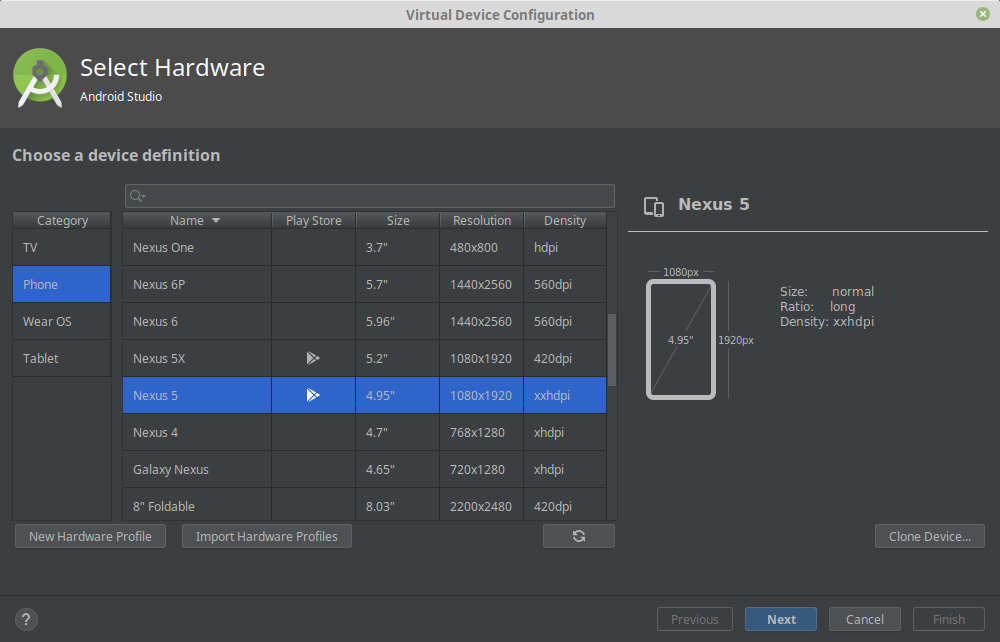 Virtual Device Configuration
Select Hardware
Android Studio
Choose a device definition
Category
TV
Phone
Wear OS
Tablet
Name Play Store Size Resolution Density
Nexus One 3.7" 480x800 hdpi
Nexus 6P 5.7" 1440x2560 560dpi
Nexus 6 5.96" 1440x2560 560dpi
Nexus 5X 5.2" 1080x1920 420dpi
Nexus 5 4.95" 1080x1920 xxhdpi
Nexus 4 4.7" 768x1280 xhdpi
Galaxy Nexus 4.65" 720x1280 xhdpi
8" Foldable 8.03" 2200x2480 420dpi
New Hardware Profile Import Hardware Profiles
Nexus 5
1080px
4.95"
1920px
Size: normal
Ratio: long
Density: xxhdpi
Clone Device...
? Previous Next Cancel Finish